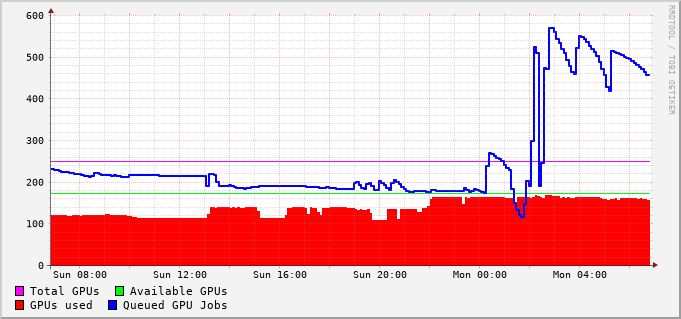 600
500
400
300
200
100
0
Sun 08:00 Sun 12:00 Sun 16:00 Sun 20:00 Mon 00:00 Mon 04:00
Total GPUs Available GPUs
GPUs used Queued GPU Jobs
RRDTOOL / TOBI OETIKER